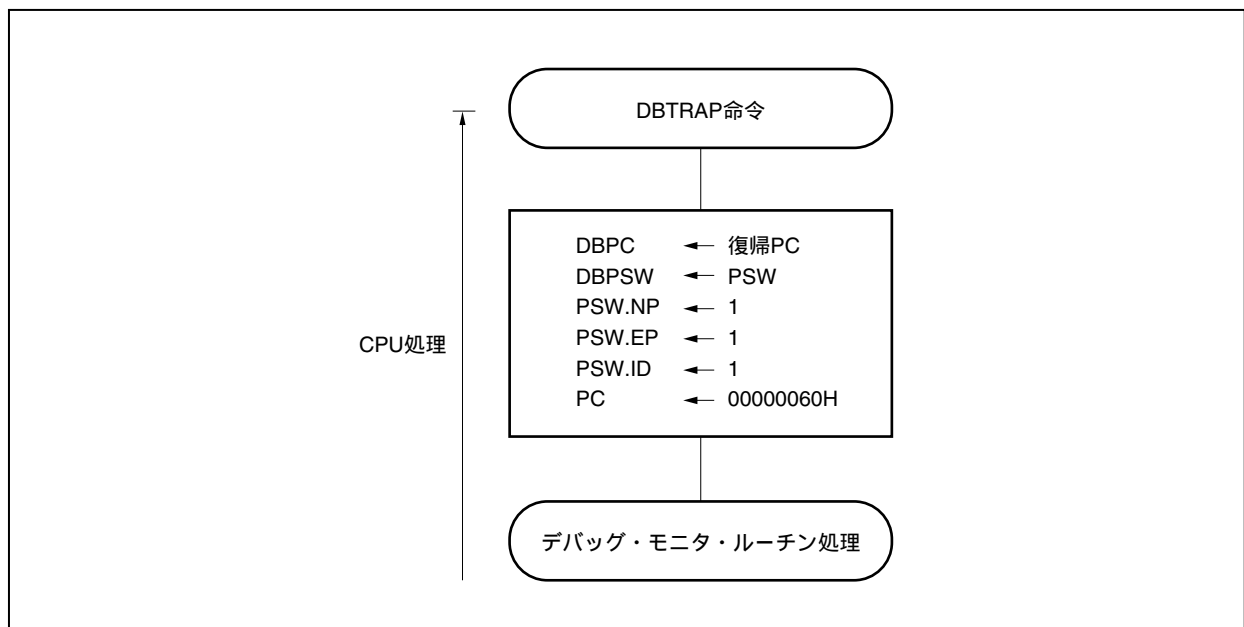 DBTRAP命令
DBPC ← 復帰PC
DBPSW ← PSW
PSW.NP ← 1
PSW.EP ← 1
CPU処理
PSW.ID ← 1
PC ← 00000060H
デバッグ・モニタ・ルーチン処理